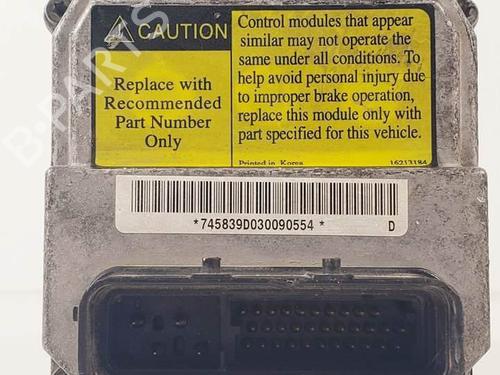 CAUTION
Replace with
Recommended
Part Number
Only
Control modules that appear
similar may not operate the
same under all conditions. To
help avoid personal injury due
to improper brake operation,
replace this module only with
part specified for this vehicle.
Printed in Korea 16213184
*745839D030090554* D
B-PARTS